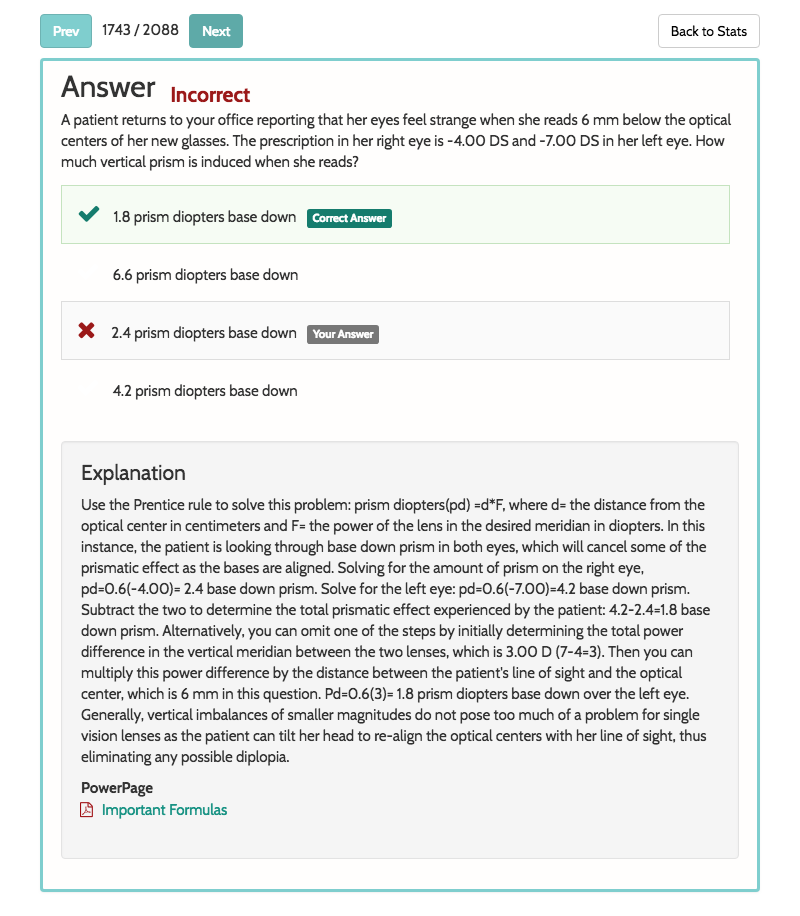 Prev 1743 / 2088 Next Back to Stats
Answer Incorrect
A patient returns to your office reporting that her eyes feel strange when she reads 6 mm below the optical
centers of her new glasses. The prescription in her right eye is -4.00 DS and -7.00 DS in her left eye. How
much vertical prism is induced when she reads?
1.8 prism diopters base down Correct Answer
6.6 prism diopters base down
2.4 prism diopters base down Your Answer
4.2 prism diopters base down
Explanation
Use the Prentice rule to solve this problem: prism diopters(pd) =d*F, where d= the distance from the
optical center in centimeters and F= the power of the lens in the desired meridian in diopters. In this
instance, the patient is looking through base down prism in both eyes, which will cancel some of the
prismatic effect as the bases are aligned. Solving for the amount of prism on the right eye,
pd=0.6(-4.00)= 2.4 base down prism. Solve for the left eye: pd=0.6(-7.00)=4.2 base down prism.
Subtract the two to determine the total prismatic effect experienced by the patient: 4.2-2.4=1.8 base
down prism. Alternatively, you can omit one of the steps by initially determining the total power
difference in the vertical meridian between the two lenses, which is 3.00 D (7-4=3). Then you can
multiply this power difference by the distance between the patient's line of sight and the optical
center, which is 6 mm in this question. Pd=0.6(3)= 1.8 prism diopters base down over the left eye.
Generally, vertical imbalances of smaller magnitudes do not pose too much of a problem for single
vision lenses as the patient can tilt her head to re-align the optical centers with her line of sight, thus
eliminating any possible diplopia.
PowerPage
Important Formulas